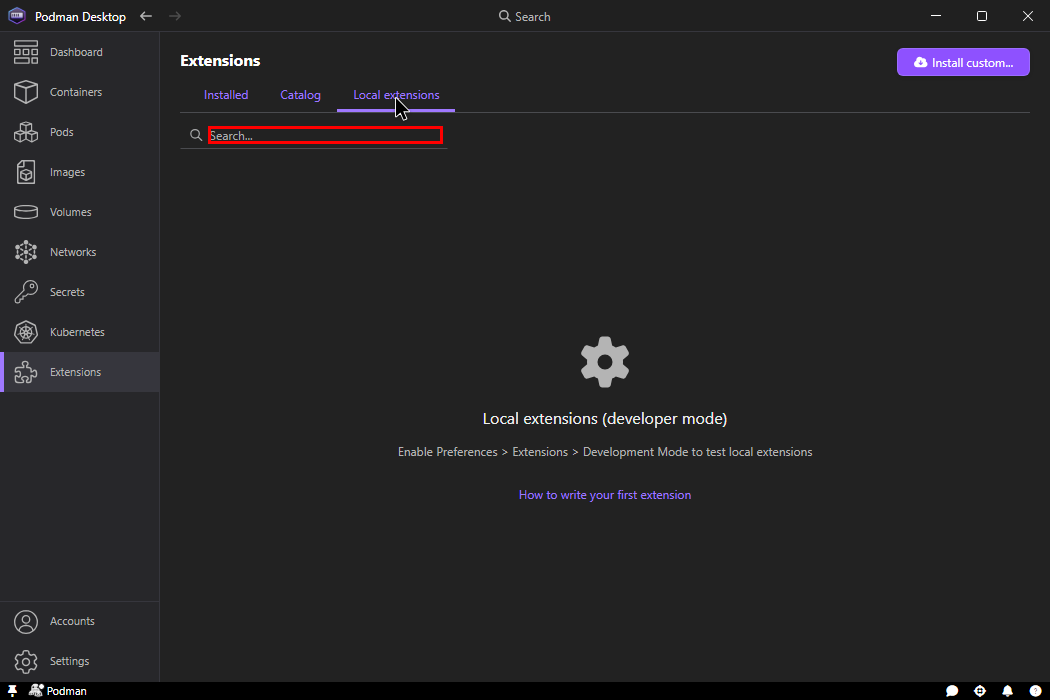 Podman Desktop
Search
Dashboard
Containers
Pods
Images
Volumes
Networks
Secrets
Kubernetes
Extensions
Accounts
Settings
Extensions
Install custom...
Installed
Catalog
Local extensions
Search...
Local extensions (developer mode)
Enable Preferences > Extensions > Development Mode to test local extensions
How to write your first extension
Podman